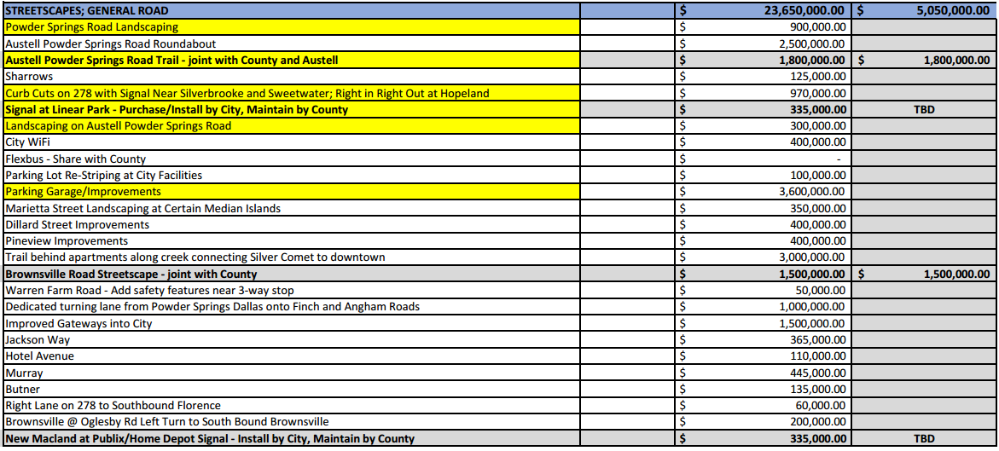 STREETSCAPES; GENERAL ROAD $ 23,650,000.00 $ 5,050,000.00
Powder Springs Road Landscaping $ 900,000.00
Austell Powder Springs Road Roundabout $ 2,500,000.00
Austell Powder Springs Road Trail - joint with County and Austell $ 1,800,000.00 $ 1,800,000.00
Sharrows $ 125,000.00
Curb Cuts on 278 with Signal Near Silverbrooke and Sweetwater; Right in Right Out at Hopeland $ 970,000.00
Signal at Linear Park - Purchase/Install by City, Maintain by County $ 335,000.00 TBD
Landscaping on Austell Powder Springs Road $ 300,000.00
City WiFi $ 400,000.00
Flexbus - Share with County $ -
Parking Lot Re-Striping at City Facilities $ 100,000.00
Parking Garage/Improvements $ 3,600,000.00
Marietta Street Landscaping at Certain Median Islands $ 350,000.00
Dillard Street Improvements $ 400,000.00
Pineview Improvements $ 400,000.00
Trail behind apartments along creek connecting Silver Comet to downtown $ 3,000,000.00
Brownsville Road Streetscape - joint with County $ 1,500,000.00 $ 1,500,000.00
Warren Farm Road - Add safety features near 3-way stop $ 50,000.00
Dedicated turning lane from Powder Springs Dallas onto Finch and Angham Roads $ 1,000,000.00
Improved Gateways into City $ 1,500,000.00
Jackson Way $ 365,000.00
Hotel Avenue $ 110,000.00
Murray $ 445,000.00
Butner $ 135,000.00
Right Lane on 278 to Southbound Florence $ 60,000.00
Brownsville @ Oglesby Rd Left Turn to South Bound Brownsville $ 200,000.00
New Macland at Publix/Home Depot Signal - Install by City, Maintain by County $ 335,000.00 TBD